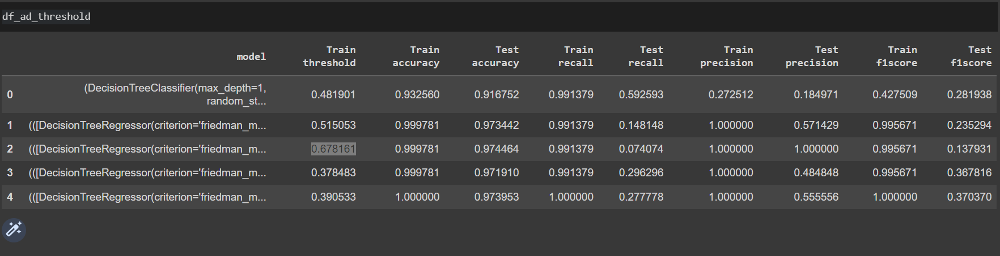 df_ad_threshold
model Train threshold Train accuracy Test accuracy Train recall Test recall Train precision Test precision Train f1score Test f1score
0 (DecisionTreeClassifier(max_depth=1, random_st... 0.481901 0.932560 0.916752 0.991379 0.592593 0.272512 0.184971 0.427509 0.281938
1 (([DecisionTreeRegressor(criterion='friedman_m... 0.515053 0.999781 0.973442 0.991379 0.148148 1.000000 0.571429 0.995671 0.235294
2 (([DecisionTreeRegressor(criterion='friedman_m... 0.678161 0.999781 0.974464 0.991379 0.074074 1.000000 1.000000 0.995671 0.137931
3 (([DecisionTreeRegressor(criterion='friedman_m... 0.378483 0.999781 0.971910 0.991379 0.296296 1.000000 0.484848 0.995671 0.367816
4 (([DecisionTreeRegressor(criterion='friedman_m... 0.390533 1.000000 0.973953 1.000000 0.277778 1.000000 0.555556 1.000000 0.370370